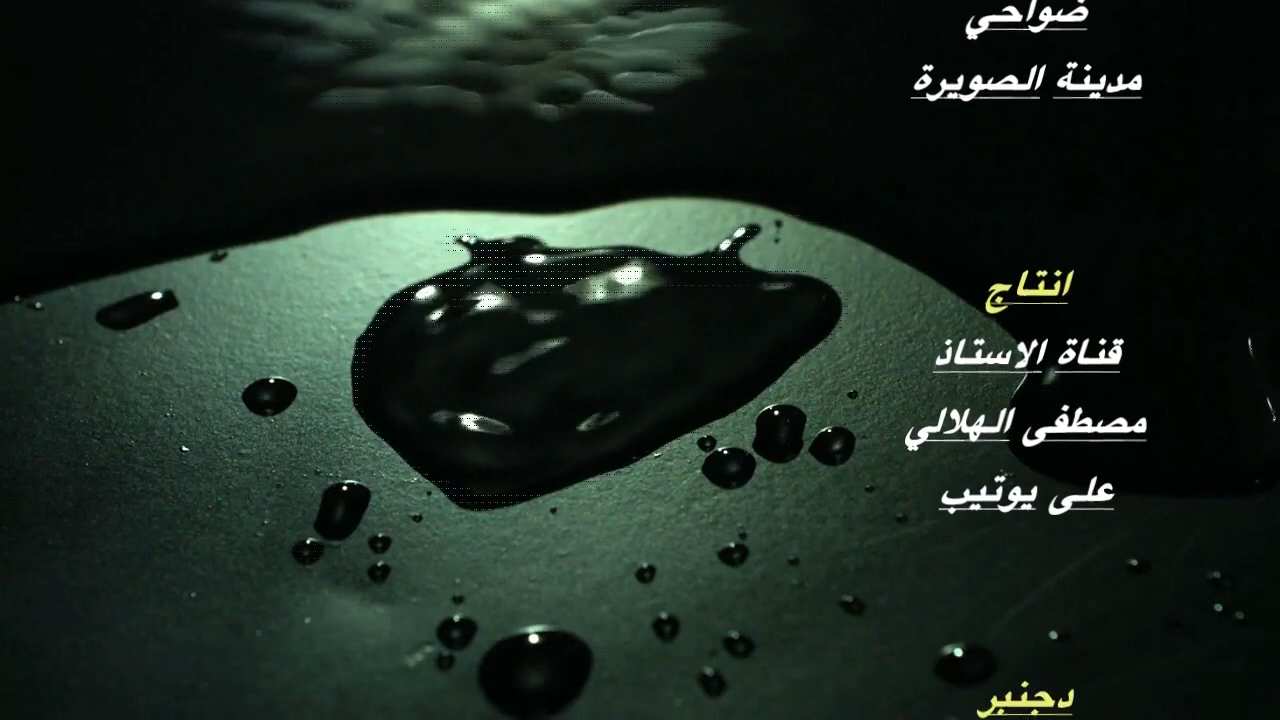 ضواحي
مدينة الصويرة
انتاج
قناة الاستاذ
مصطفى الهلالي
على يوتيب
دجنبر